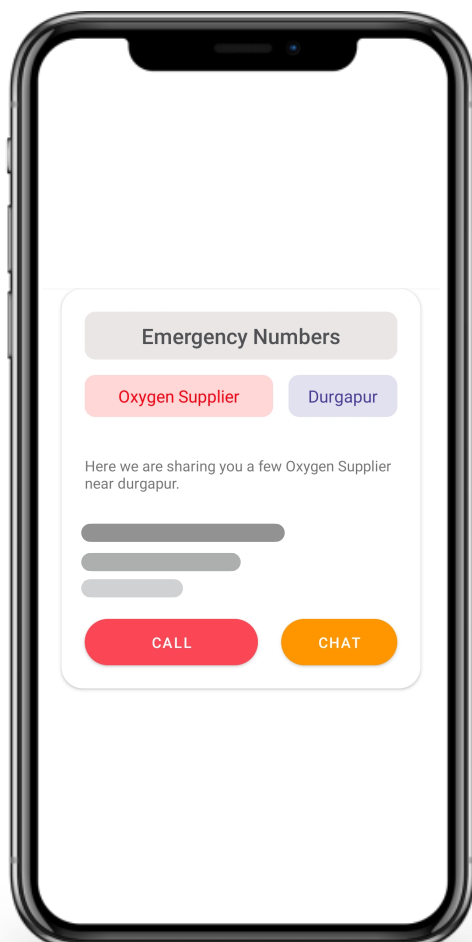 Emergency Numbers
Oxygen Supplier
Durgapur
Here we are sharing you a few Oxygen Supplier
near durgapur.
CALL
CHAT